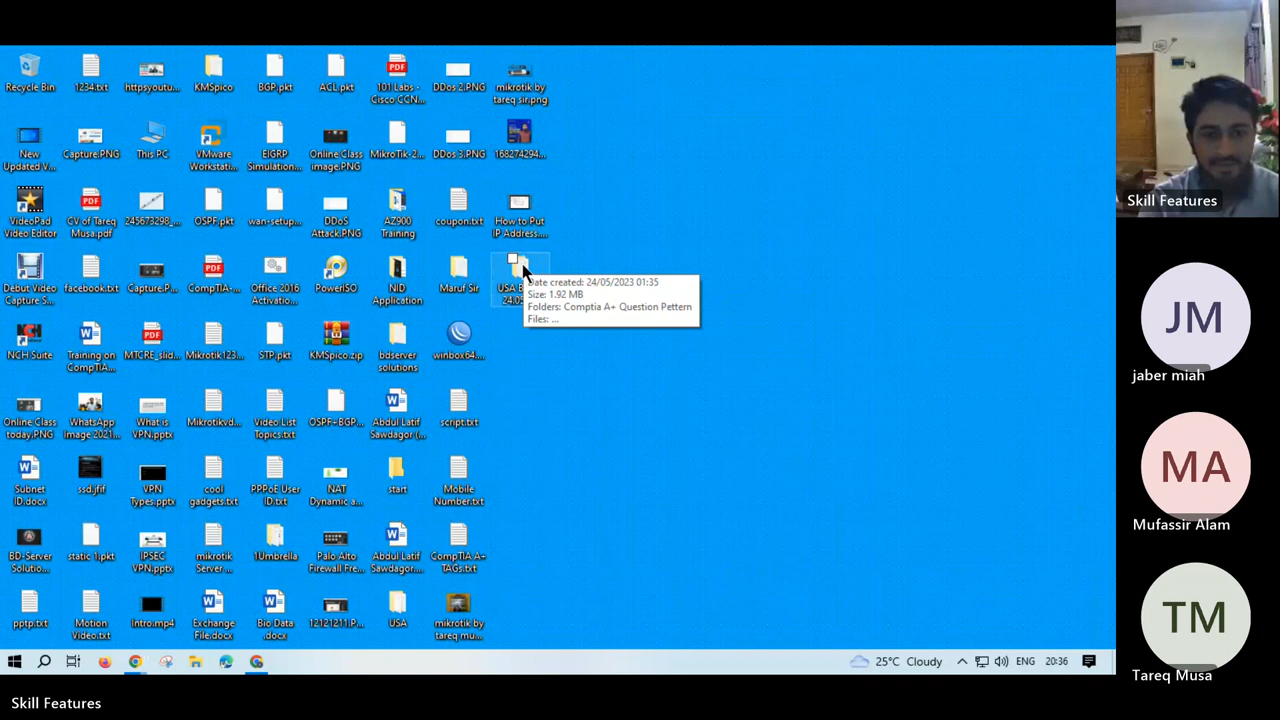 Recycle Bin
1234.txt
httpsyoutu...
KMSpico
BGP.pkt
ACL.pkt
101 Labs -
Cisco CCN...
DDos 2.PNG
mikrotik by
tareq sir.png
New
Updated V...
Capture.PNG
This PC
VMware
Workstati...
EIGRP
Simulation...
Online Class
image.PNG
MikroTik-2...
DDos 3.PNG
168274294...
VideoPad
Video Editor
CV of Tareq
Musa.pdf
245673298_...
OSPF.pkt
wan-setup...
DDoS
Attack.PNG
AZ900
Training
coupon.txt
How to Put
IP Address....
Debut Video
Capture S...
facebook.txt
Capture.P...
CompTIA-...
Office 2016
Activatio...
PowerISO
NID
Application
Maruf Sir
USA
Date created: 24/05/2023 01:35
Size: 1.92 MB
Folders: Comptia A+ Question Pettern
Files: ...
NCH Suite
Training on
CompTIA...
MTCRE_slid...
Mikrotik123...
STP.pkt
KMSpico.zip
bdserver
solutions
winbox64....
Online Class
today.PNG
WhatsApp
Image 2021...
What is
VPN.pptx
Mikrotikvd...
Video List
Topics.txt
OSPF+BGP...
Abdul Latif
Sawdagor (...
script.txt
Subnet
ID.docx
ssd.jfif
VPN
Types.pptx
cool
gadgets.txt
PPPoE User
ID.txt
NAT
Dynamic a...
start
Mobile
Number.txt
BD-Server
Solutio...
static 1.pkt
IPSEC
VPN.pptx
mikrotik
Server ...
1Umbrella
Palo Alto
Firewall Fre...
Abdul Latif
Sawdagor....
CompTIA A+
TAGs.txt
pptp.txt
Motion
Video.txt
Intro.mp4
Exchange
File.docx
Bio Data
.docx
12121211.P...
USA
mikrotik by
tareq mu...
25°C Cloudy
ENG
20:36
Skill Features
JM
jaber miah
MA
Mufassir Alam
TM
Tareq Musa
Skill Features